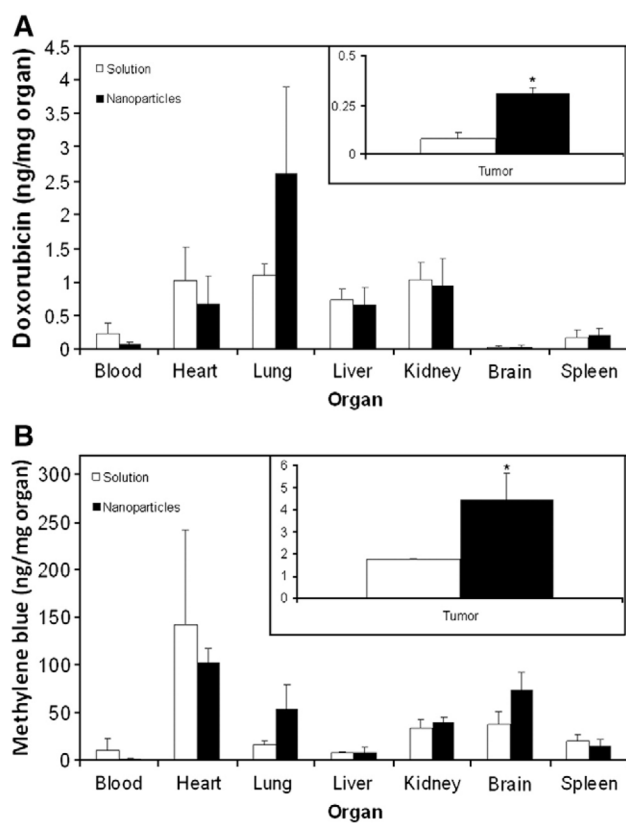 A
Doxorubicin (ng/mg organ)
4.5
4
3.5
3
2.5
2
1.5
1
0.5
0
Solution
Nanoparticles
0.5
0.25
0
*
Tumor
Blood Heart Lung Liver Kidney Brain Spleen
Organ
B
Methylene blue (ng/mg organ)
300
250
200
150
100
50
0
Solution
Nanoparticles
6
5
4
3
2
1
0
*
Tumor
Blood Heart Lung Liver Kidney Brain Spleen
Organ